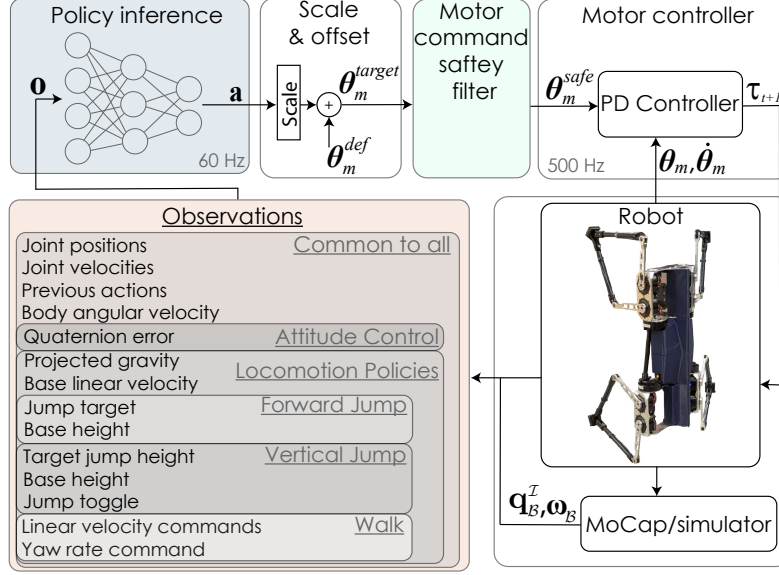 Policy inference
o
a
60 Hz
Scale
& offset
Scale
+
θ_m^{target}
θ_m^{def}
Motor
command
saftey
filter
Motor controller
θ_m^{safe}
PD Controller
τ_{t+1}
500 Hz
θ_m, θ̇_m
Observations
Common to all
Joint positions
Joint velocities
Previous actions
Body angular velocity
Quaternion error
Attitude Control
Projected gravity
Base linear velocity
Locomotion Policies
Jump target
Forward Jump
Base height
Target jump height
Vertical Jump
Base height
Jump toggle
Linear velocity commands
Walk
Yaw rate command
Robot
q_B^I, ω_B
MoCap/simulator